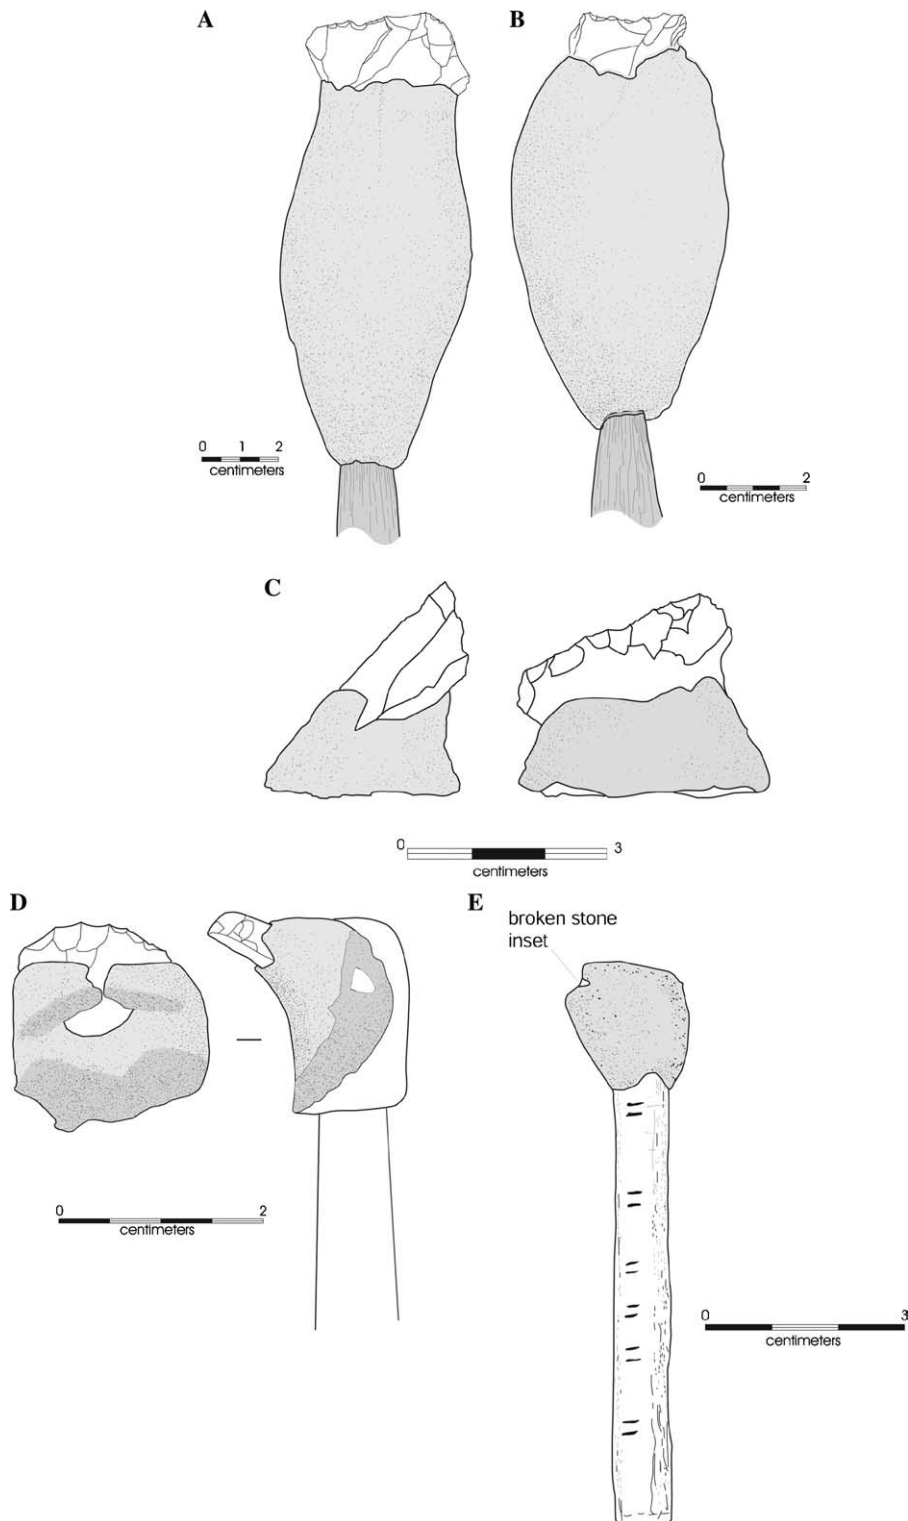 A
B
0 1 2
centimeters
0 2
centimeters
C
0 3
centimeters
D
E
broken stone
inset
0 2
centimeters
0 3
centimeters